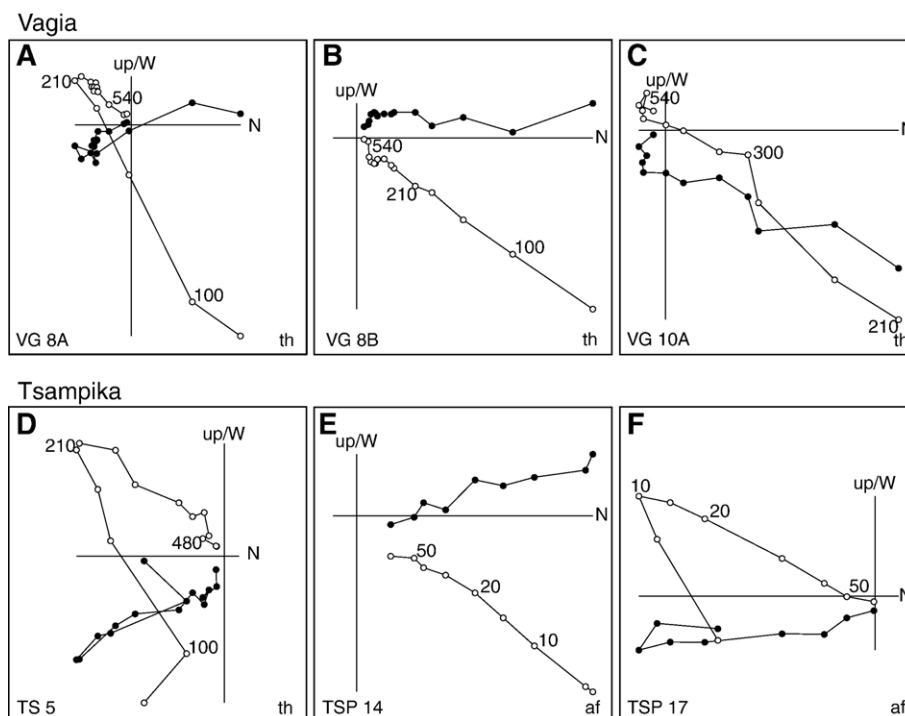 Vagia
A
up/W
210
540
N
100
VG 8A
th
B
up/W
N
540
210
100
VG 8B
th
C
up/W
540
N
300
210
VG 10A
th
Tsampika
D
up/W
210
480
N
100
TS 5
th
E
up/W
N
50
20
10
TSP 14
af
F
up/W
10
20
50
N
TSP 17
af